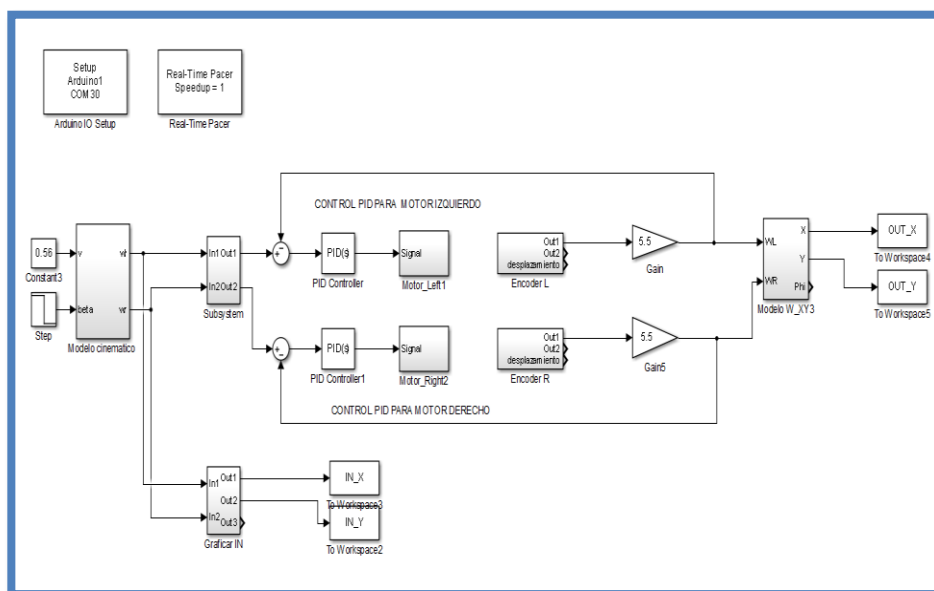 Setup
Arduino1
COM 30
Arduino IO Setup
Real-Time Pacer
Speedup = 1
Real-Time Pacer
CONTROL PID PARA MOTOR IZQUIERDO
0.56
Constant3
Step
v
beta
wl
wr
Modelo cinematico
In1
Out1
In2
Out2
Subsystem
+
−
PID(s)
PID Controller
Signal
Motor_Left1
Out1
Out2
desplazamiento
Encoder L
5.5
Gain
WL
WR
X
Y
Phi
Modelo W_XY3
OUT_X
To Workspace4
OUT_Y
To Workspace5
+
−
PID(s)
PID Controller1
Signal
Motor_Right2
Out1
Out2
desplazamiento
Encoder R
5.5
Gain5
CONTROL PID PARA MOTOR DERECHO
In1
Out1
Out2
In2
Out3
Graficar IN
IN_X
To Workspace3
IN_Y
To Workspace2